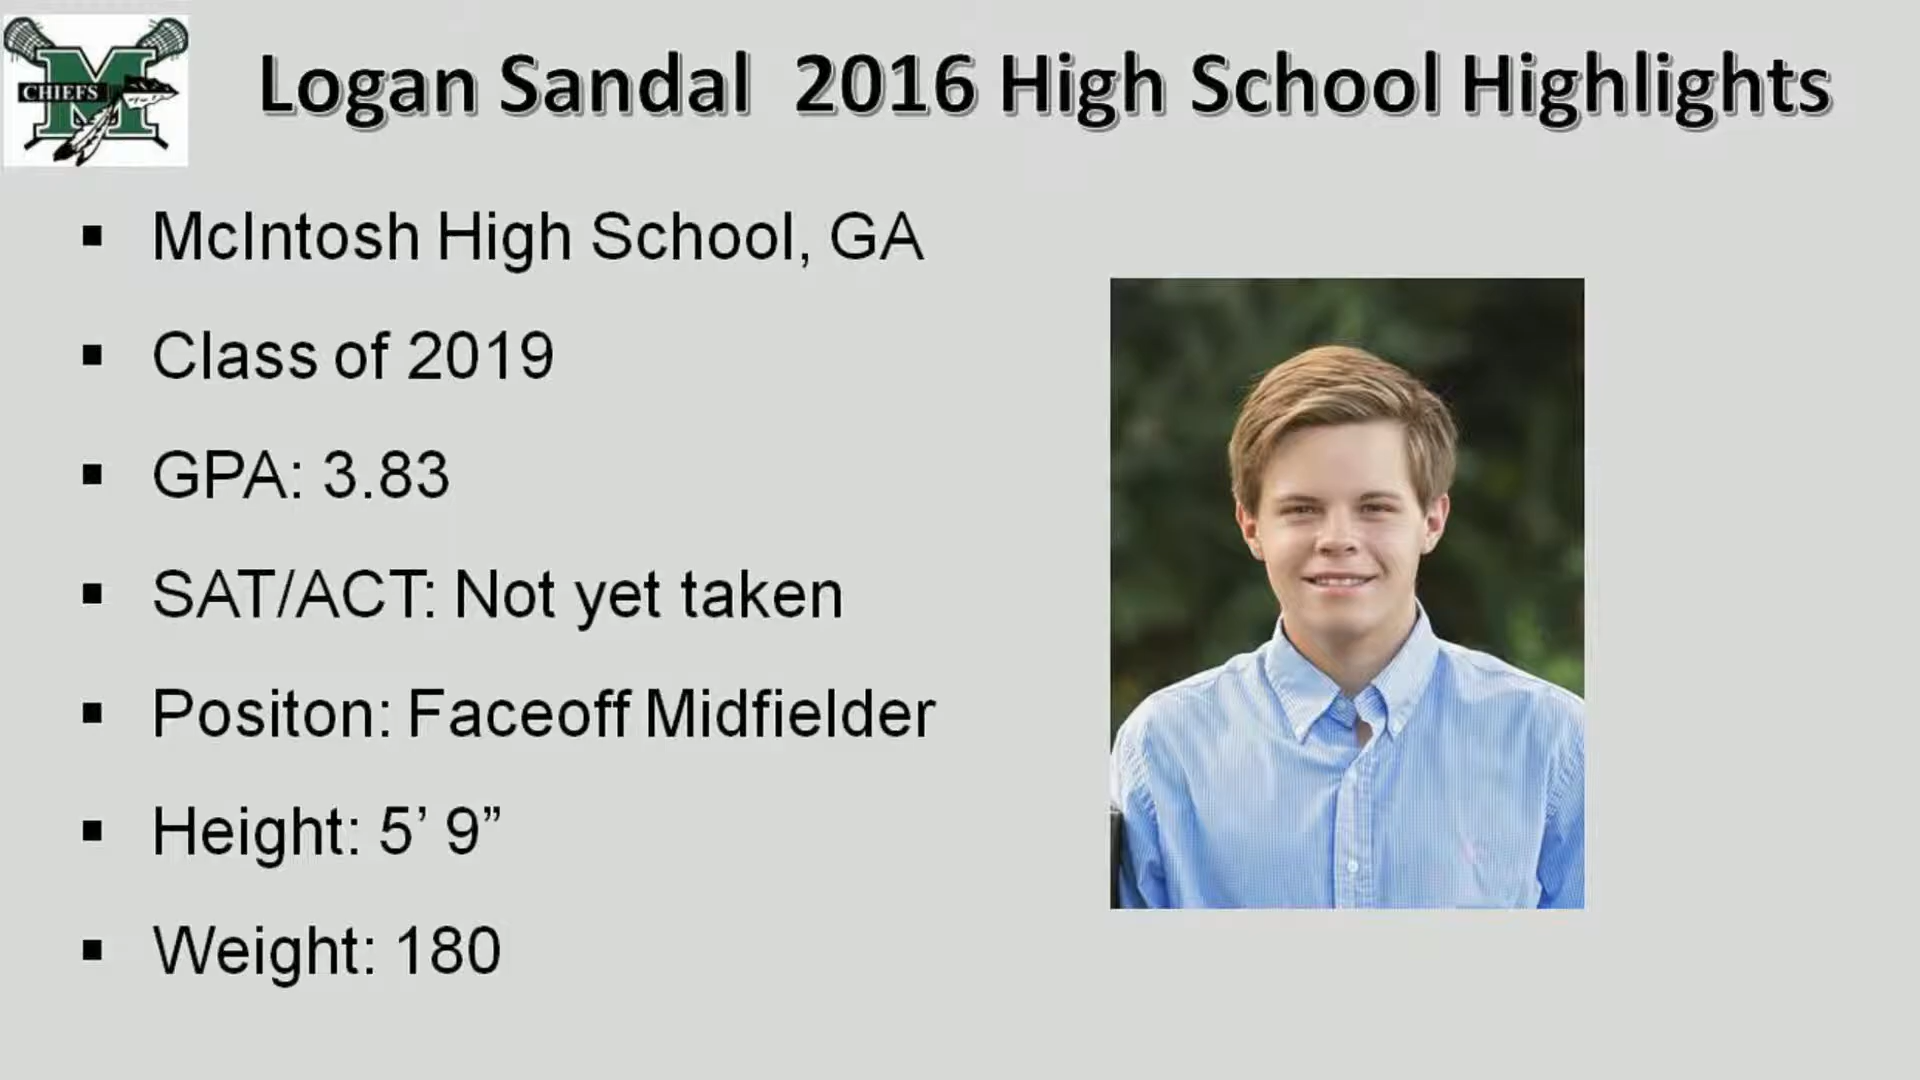 CHIEFS
Logan Sandal 2016 High School Highlights
▪ McIntosh High School, GA
▪ Class of 2019
▪ GPA: 3.83
▪ SAT/ACT: Not yet taken
▪ Positon: Faceoff Midfielder
▪ Height: 5’ 9”
▪ Weight: 180